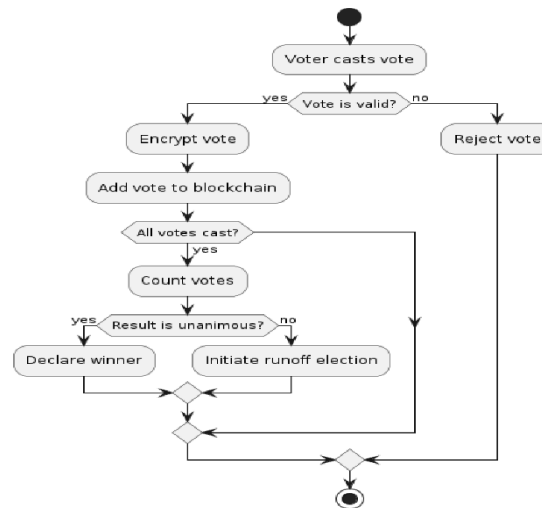 Voter casts vote
yes
Vote is valid?
no
Encrypt vote
Reject vote
Add vote to blockchain
All votes cast?
yes
Count votes
yes
Result is unanimous?
no
Declare winner
Initiate runoff election